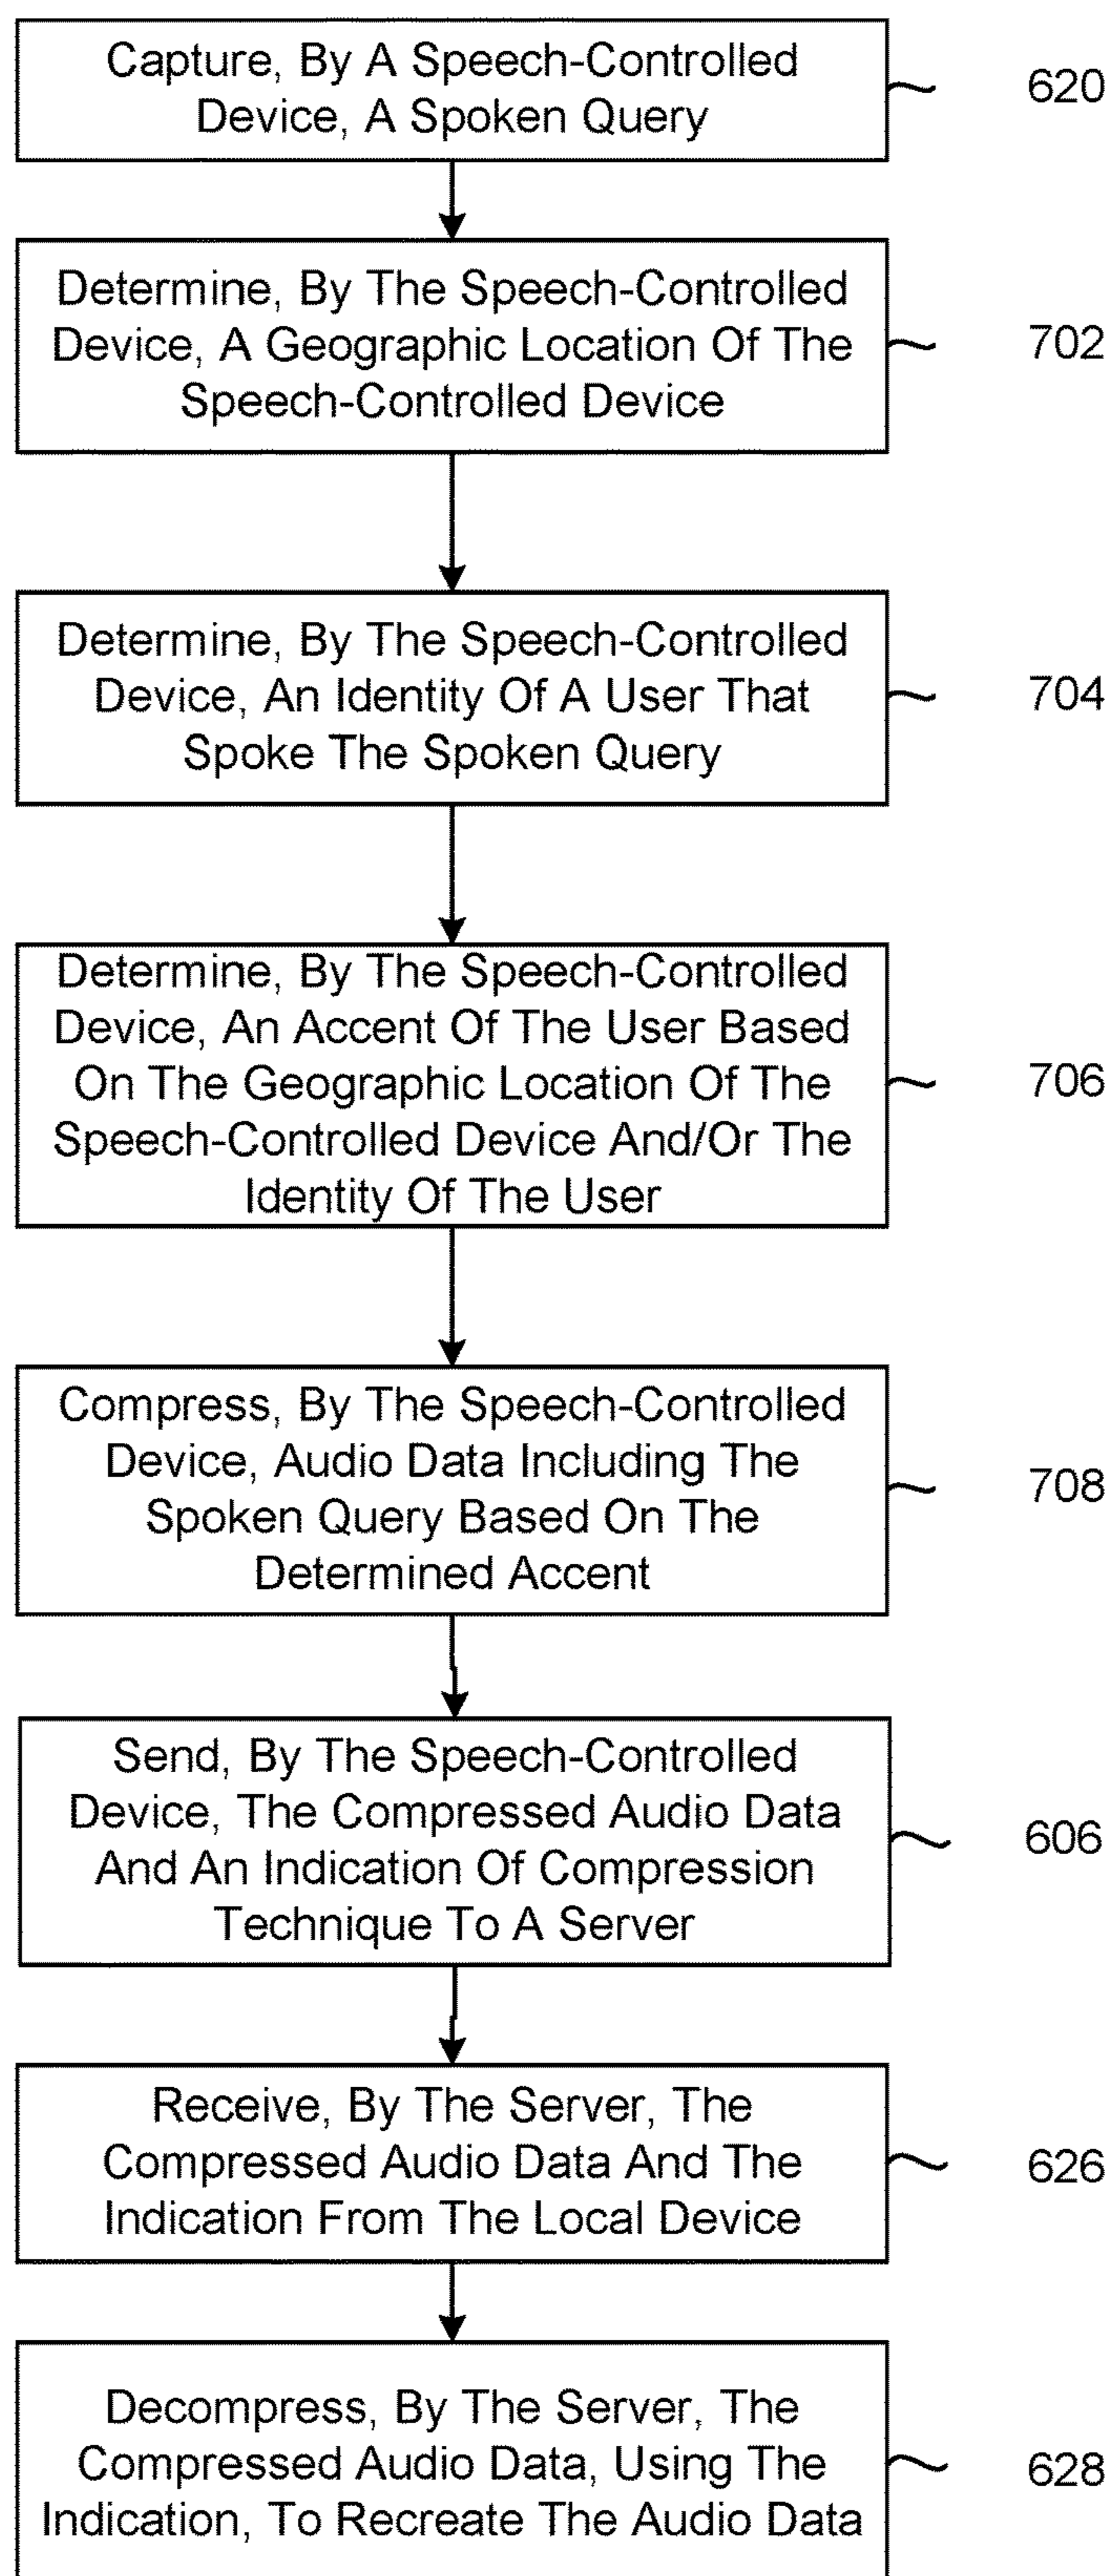 Capture, By A Speech-Controlled
Device, A Spoken Query
620
Determine, By The Speech-Controlled
Device, A Geographic Location Of The
Speech-Controlled Device
702
Determine, By The Speech-Controlled
Device, An Identity Of A User That
Spoke The Spoken Query
704
Determine, By The Speech-Controlled
Device, An Accent Of The User Based
On The Geographic Location Of The
Speech-Controlled Device And/Or The
Identity Of The User
706
Compress, By The Speech-Controlled
Device, Audio Data Including The
Spoken Query Based On The
Determined Accent
708
Send, By The Speech-Controlled
Device, The Compressed Audio Data
And An Indication Of Compression
Technique To A Server
606
Receive, By The Server, The
Compressed Audio Data And The
Indication From The Local Device
626
Decompress, By The Server, The
Compressed Audio Data, Using The
Indication, To Recreate The Audio Data
628